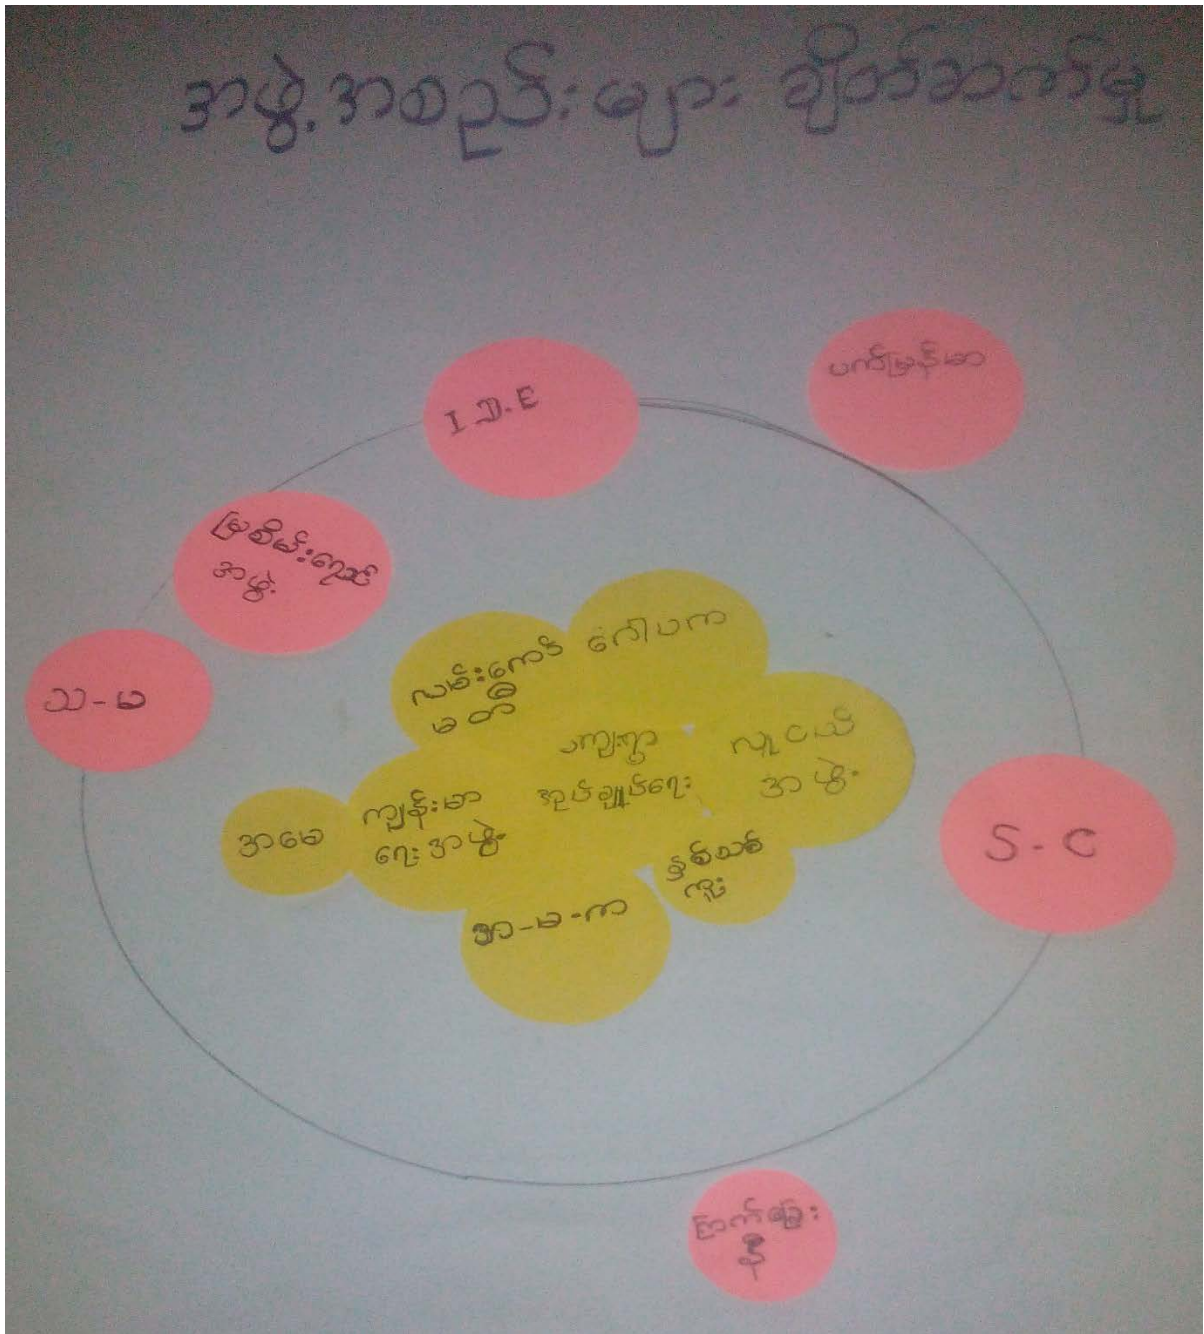 အဖွဲ့အစည်းများ ချိတ်ဆက်မှု
I.D.E
ပက်မြန်မာ
မြစိမ်းရောင်
အဖွဲ့
သ-မ
လမ်းကော်
မတီ
ဂေါပက
ကျေးရွာ
အုပ်ချုပ်ရေး
လူငယ်
အဖွဲ့
အမေ
ကျန်းမာ
ရေးအဖွဲ့
နှစ်သစ်
ကူး
အ-မ-က
S-C
ကြက်ခြေ
နီ